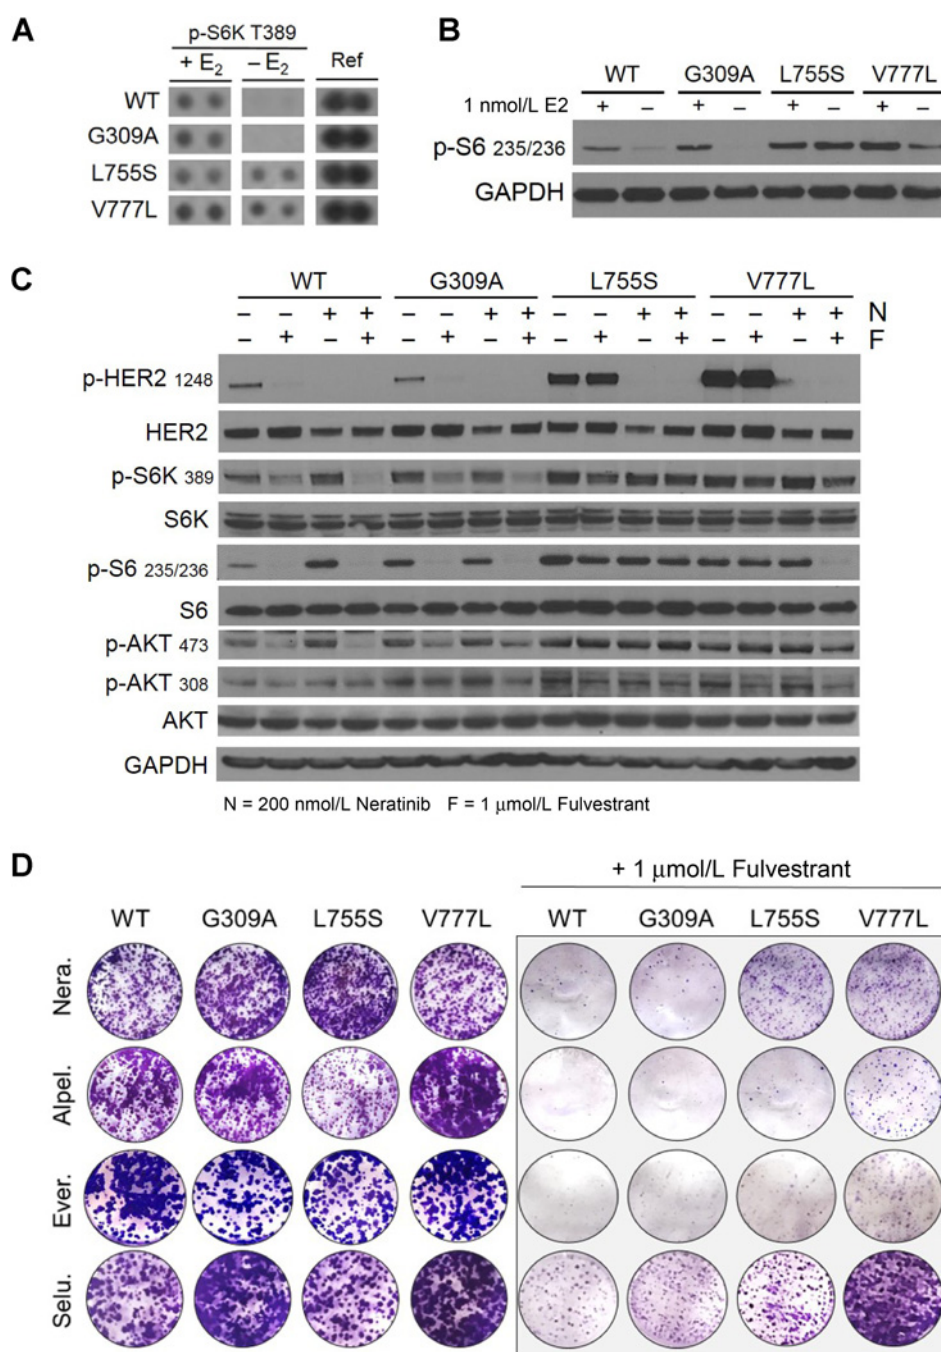 A
p-S6K T389
+ E2 – E2 Ref
WT
G309A
L755S
V777L
B
WT G309A L755S V777L
1 nmol/L E2 + – + – + – + –
p-S6 235/236
GAPDH
C
WT G309A L755S V777L
– – + + – – + + – – + + – – + + N
– + – + – + – + – + – + – + – + F
p-HER2 1248
HER2
p-S6K 389
S6K
p-S6 235/236
S6
p-AKT 473
p-AKT 308
AKT
GAPDH
N = 200 nmol/L Neratinib F = 1 μmol/L Fulvestrant
D
+ 1 μmol/L Fulvestrant
WT G309A L755S V777L WT G309A L755S V777L
Nera.
Alpel.
Ever.
Selu.